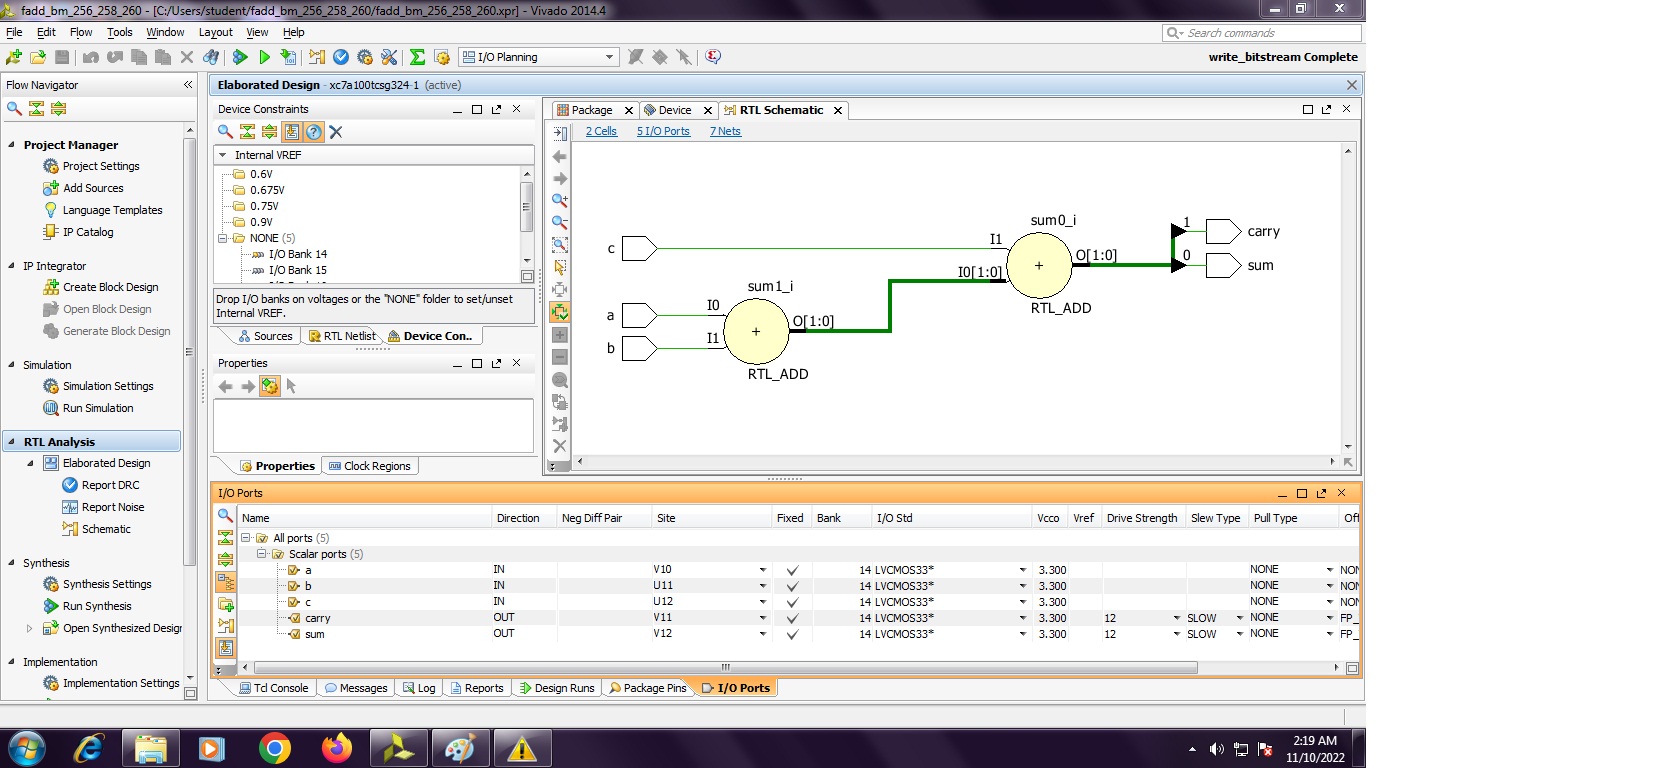 fadd_bm_256_258_260 - [C:/Users/student/fadd_bm_256_258_260/fadd_bm_256_258_260.xpr] - Vivado 2014.4
File Edit Flow Tools Window Layout View Help
Search commands
I/O Planning
write_bitstream Complete
Flow Navigator
Project Manager
Project Settings
Add Sources
Language Templates
IP Catalog
IP Integrator
Create Block Design
Open Block Design
Generate Block Design
Simulation
Simulation Settings
Run Simulation
RTL Analysis
Elaborated Design
Report DRC
Report Noise
Schematic
Synthesis
Synthesis Settings
Run Synthesis
Open Synthesized Design
Implementation
Implementation Settings
Elaborated Design - xc7a100tcsg324-1 (active)
Device Constraints
Internal VREF
0.6V
0.675V
0.75V
0.9V
NONE (5)
I/O Bank 14
I/O Bank 15
Drop I/O banks on voltages or the "NONE" folder to set/unset
Internal VREF.
Sources RTL Netlist Device Con..
Properties
Properties Clock Regions
Package Device RTL Schematic
2 Cells 5 I/O Ports 7 Nets
c
a
b
I0
I1
sum1_i
+
O[1:0]
RTL_ADD
I1
I0[1:0]
sum0_i
+
O[1:0]
RTL_ADD
1
carry
0
sum
I/O Ports
Name Direction Neg Diff Pair Site Fixed Bank I/O Std Vcco Vref Drive Strength Slew Type Pull Type Off
All ports (5)
Scalar ports (5)
a IN V10 14 LVCMOS33* 3.300 NONE NON
b IN U11 14 LVCMOS33* 3.300 NONE NON
c IN U12 14 LVCMOS33* 3.300 NONE NON
carry OUT V11 14 LVCMOS33* 3.300 12 SLOW NONE FP_
sum OUT V12 14 LVCMOS33* 3.300 12 SLOW NONE FP_
Tcl Console Messages Log Reports Design Runs Package Pins I/O Ports
2:19 AM
11/10/2022